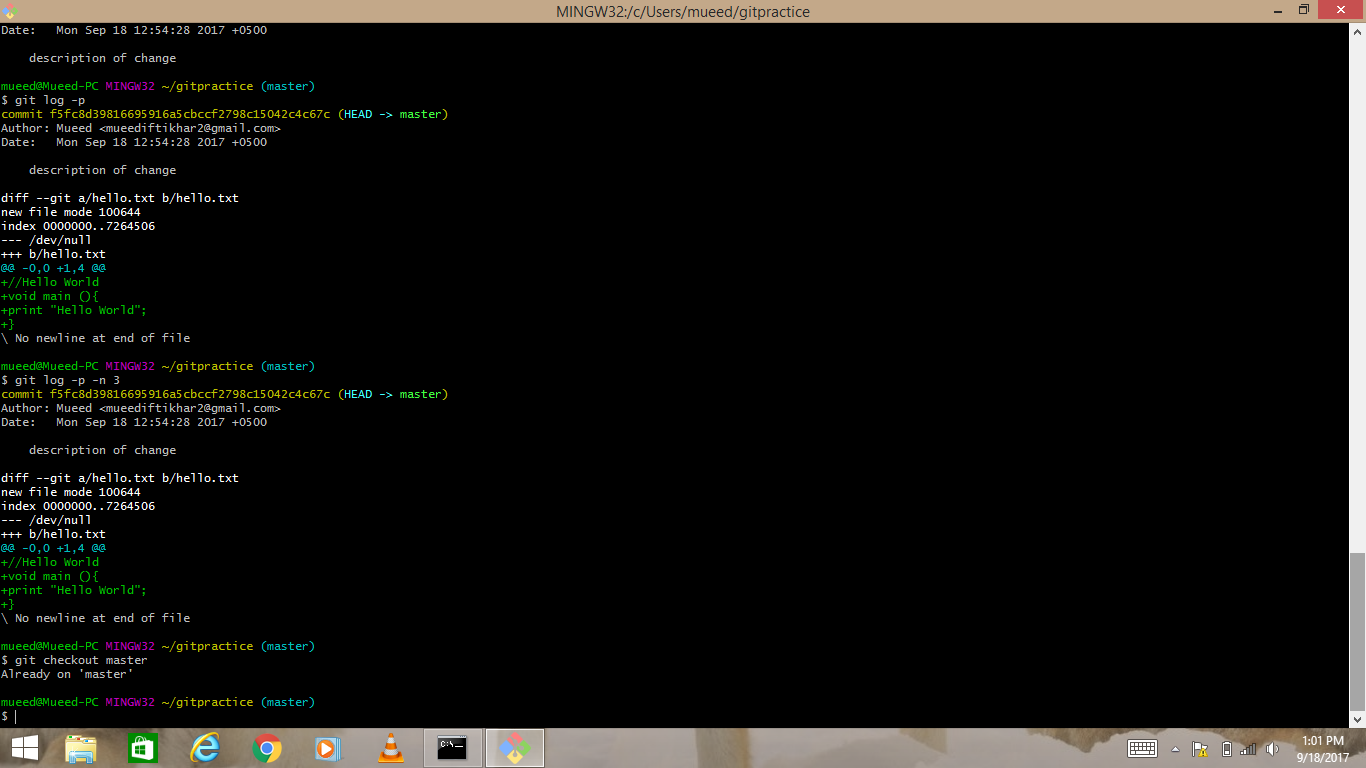 MINGW32:/c/Users/mueed/gitpractice
Date:   Mon Sep 18 12:54:28 2017 +0500
    description of change
mueed@Mueed-PC MINGW32 ~/gitpractice (master)
$ git log -p
commit f5fc8d39816695916a5cbccf2798c15042c4c67c (HEAD -> master)
Author: Mueed <mueediftikhar2@gmail.com>
Date:   Mon Sep 18 12:54:28 2017 +0500
    description of change
diff --git a/hello.txt b/hello.txt
new file mode 100644
index 0000000..7264506
--- /dev/null
+++ b/hello.txt
@@ -0,0 +1,4 @@
+//Hello World
+void main (){
+print "Hello World";
+}
\ No newline at end of file
mueed@Mueed-PC MINGW32 ~/gitpractice (master)
$ git log -p -n 3
commit f5fc8d39816695916a5cbccf2798c15042c4c67c (HEAD -> master)
Author: Mueed <mueediftikhar2@gmail.com>
Date:   Mon Sep 18 12:54:28 2017 +0500
    description of change
diff --git a/hello.txt b/hello.txt
new file mode 100644
index 0000000..7264506
--- /dev/null
+++ b/hello.txt
@@ -0,0 +1,4 @@
+//Hello World
+void main (){
+print "Hello World";
+}
\ No newline at end of file
mueed@Mueed-PC MINGW32 ~/gitpractice (master)
$ git checkout master
Already on 'master'
mueed@Mueed-PC MINGW32 ~/gitpractice (master)
$
C:\_
1:01 PM
9/18/2017